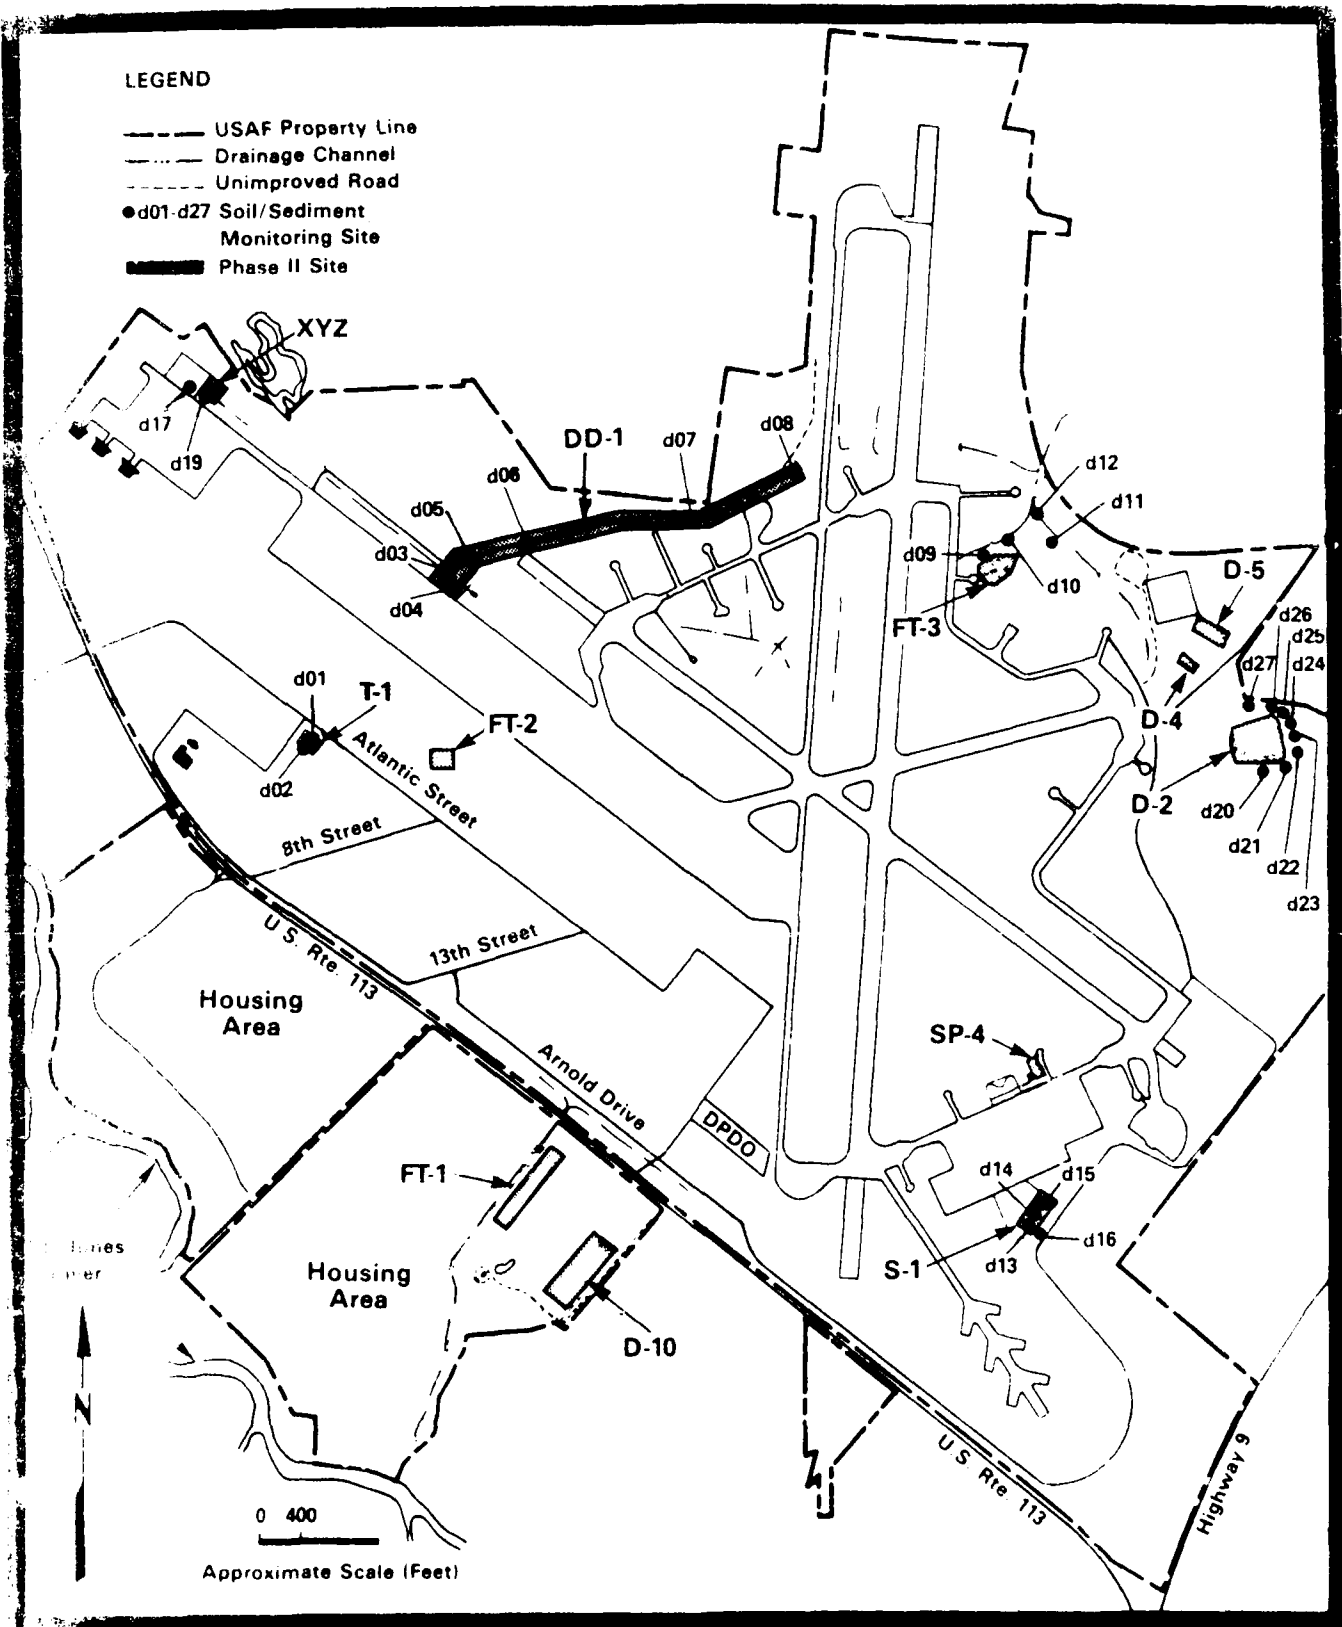 LEGEND
USAF Property Line
Drainage Channel
Unimproved Road
d01-d27 Soil/Sediment
Monitoring Site
Phase II Site
XYZ
d17
d19
DD-1
d07
d08
d06
d05
d03
d04
d12
d11
d09
d10
FT-3
D-5
d26
d25
d24
d27
D-4
D-2
d20
d21
d22
d23
d01
T-1
FT-2
d02
Atlantic Street
8th Street
13th Street
U.S. Rte. 113
Housing
Area
SP-4
Arnold Drive
DPDO
FT-1
d14
d15
d16
d13
S-1
Housing
Area
D-10
N
U.S. Rte. 113
Highway 9
0 400
Approximate Scale (Feet)